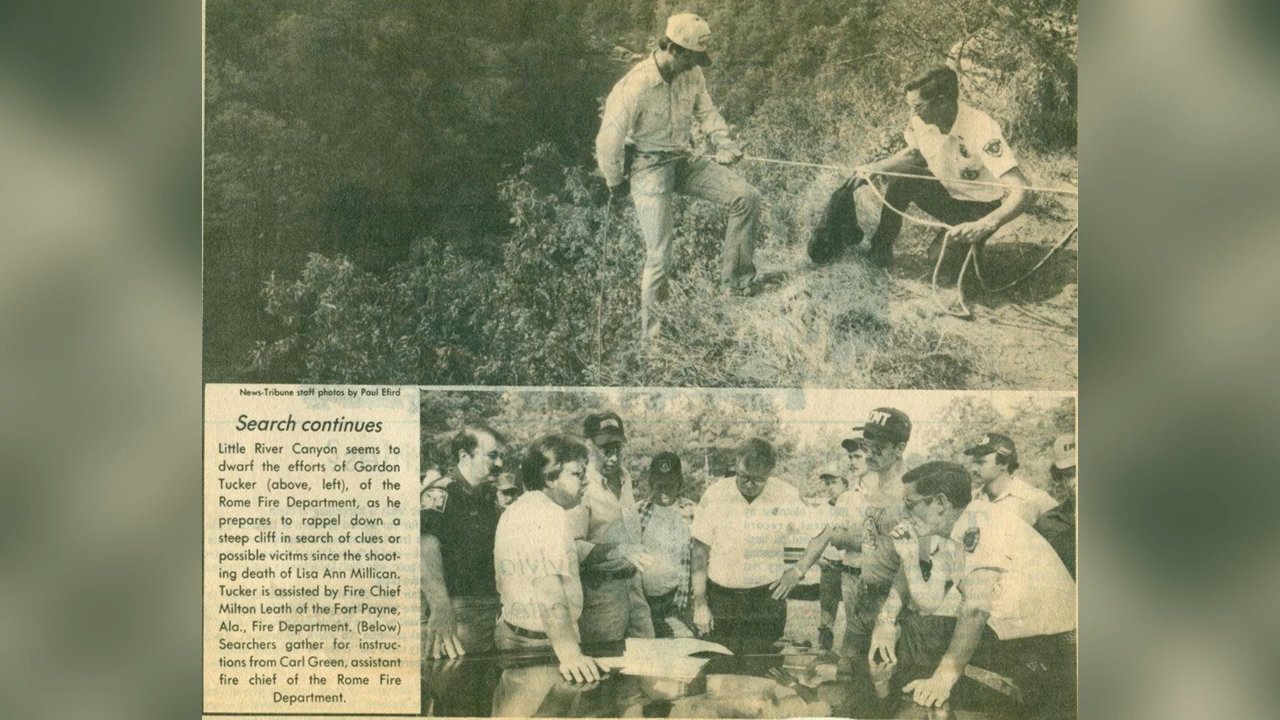 News-Tribune staff photos by Paul Efird
Search continues
Little River Canyon seems to
dwarf the efforts of Gordon
Tucker (above, left), of the
Rome Fire Department, as he
prepares to rappel down a
steep cliff in search of clues or
possible vicitms since the shoot-
ing death of Lisa Ann Millican.
Tucker is assisted by Fire Chief
Milton Leath of the Fort Payne,
Ala., Fire Department. (Below)
Searchers gather for instruc-
tions from Carl Green, assistant
fire chief of the Rome Fire
Department.
EMT